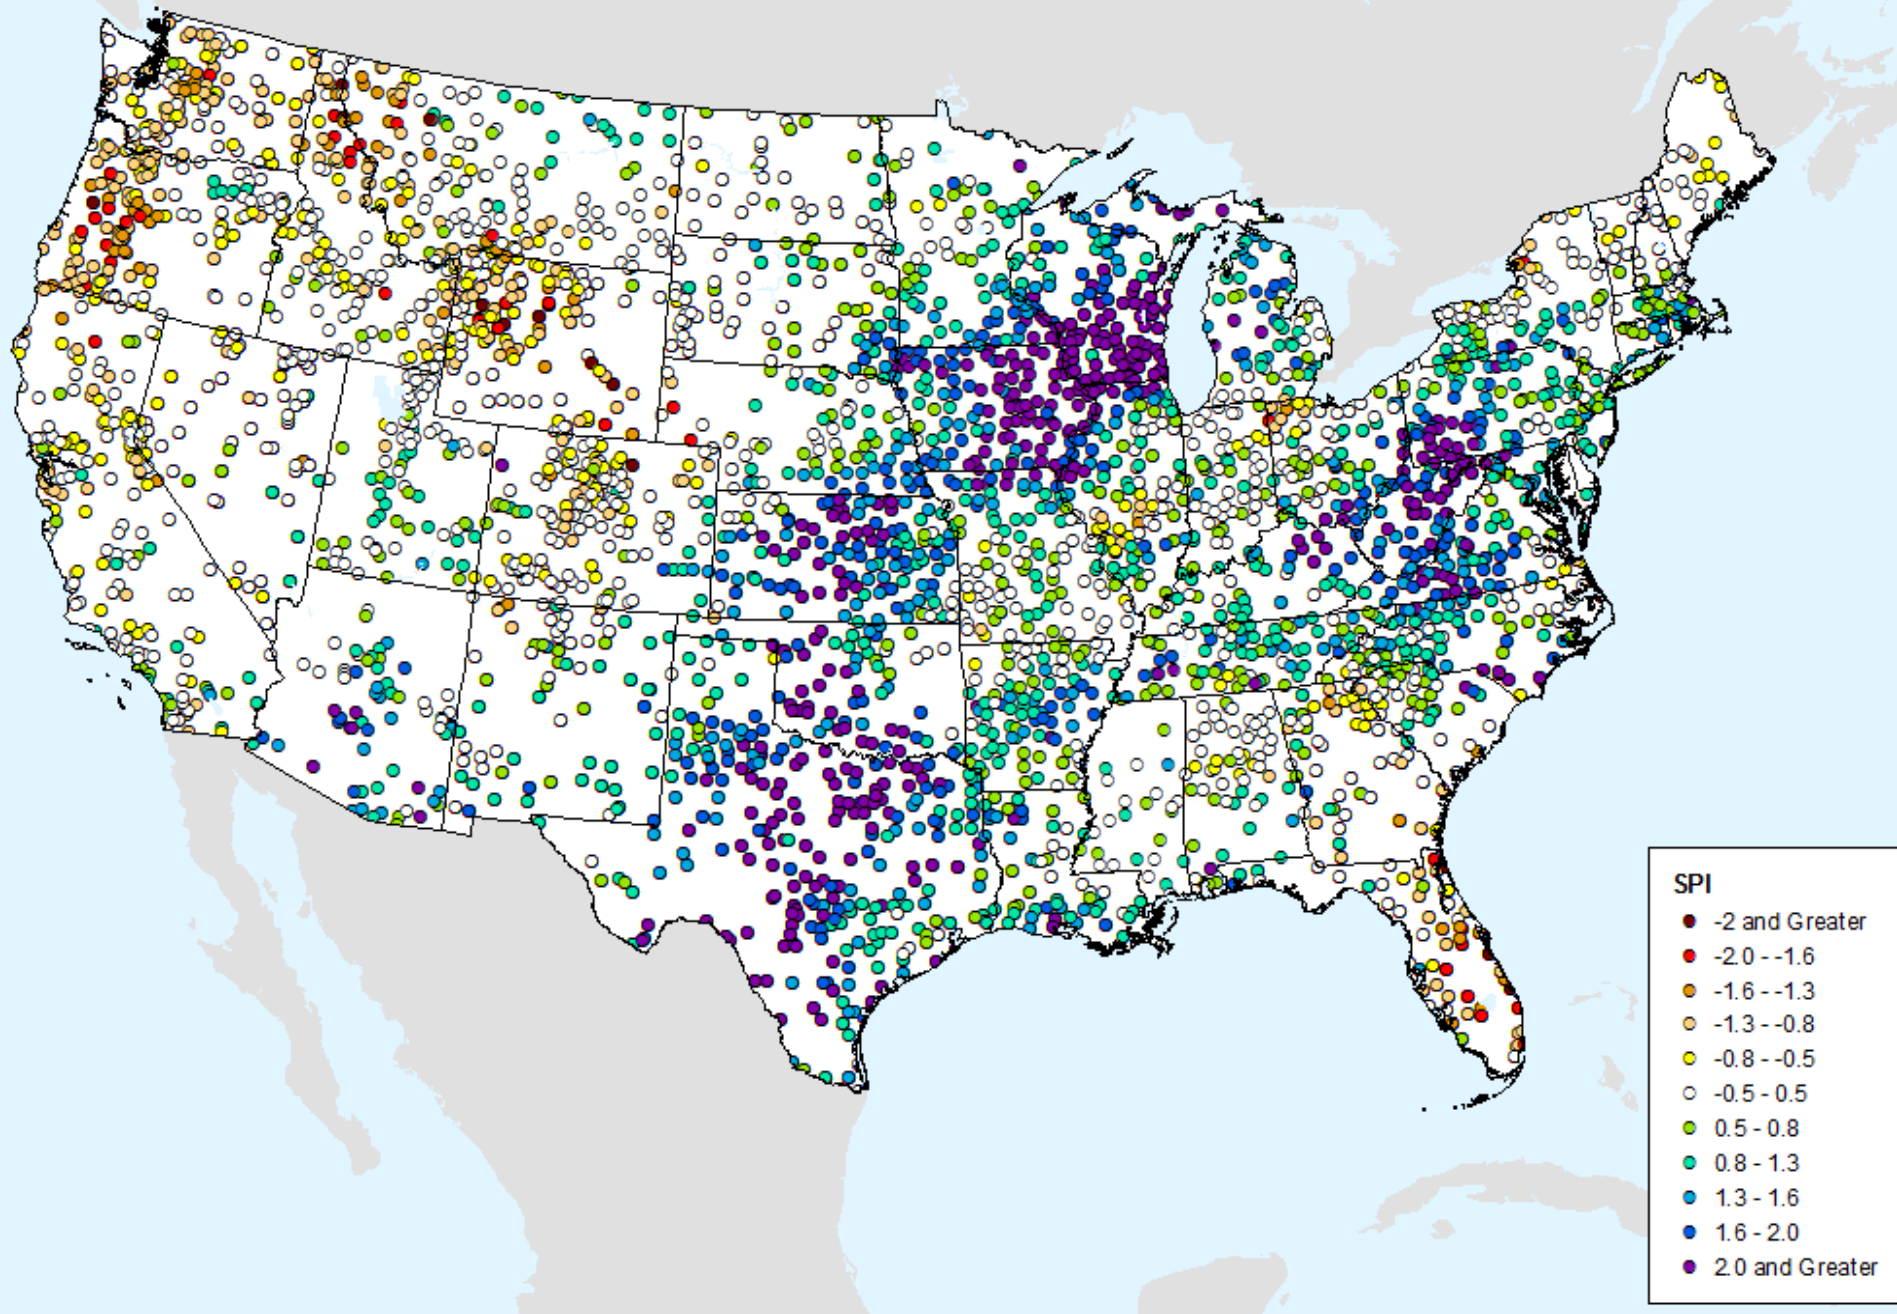 SPI
-2 and Greater
-2.0 - -1.6
-1.6 - -1.3
-1.3 - -0.8
-0.8 - -0.5
-0.5 - 0.5
0.5 - 0.8
0.8 - 1.3
1.3 - 1.6
1.6 - 2.0
2.0 and Greater